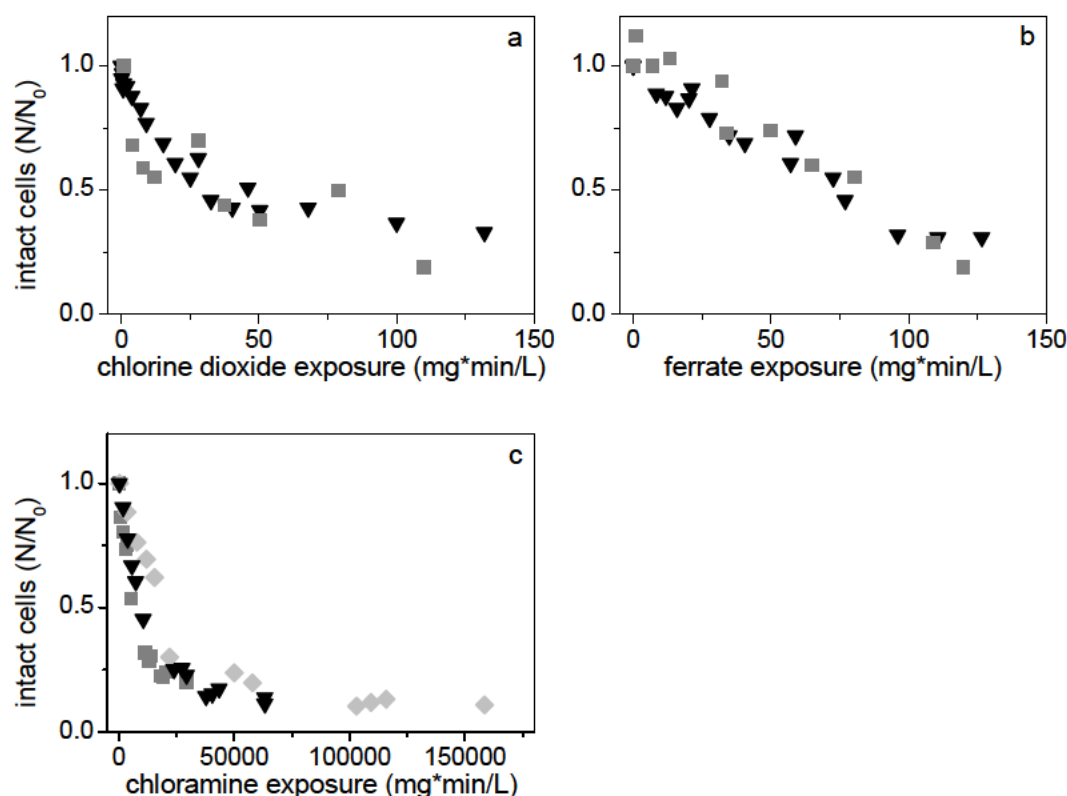 a
1.0
0.5
0.0
intact cells (N/N₀)
0 50 100 150
chlorine dioxide exposure (mg*min/L)
b
1.0
0.5
0.0
0 50 100 150
ferrate exposure (mg*min/L)
c
1.0
0.5
0.0
intact cells (N/N₀)
0 50000 100000 150000
chloramine exposure (mg*min/L)